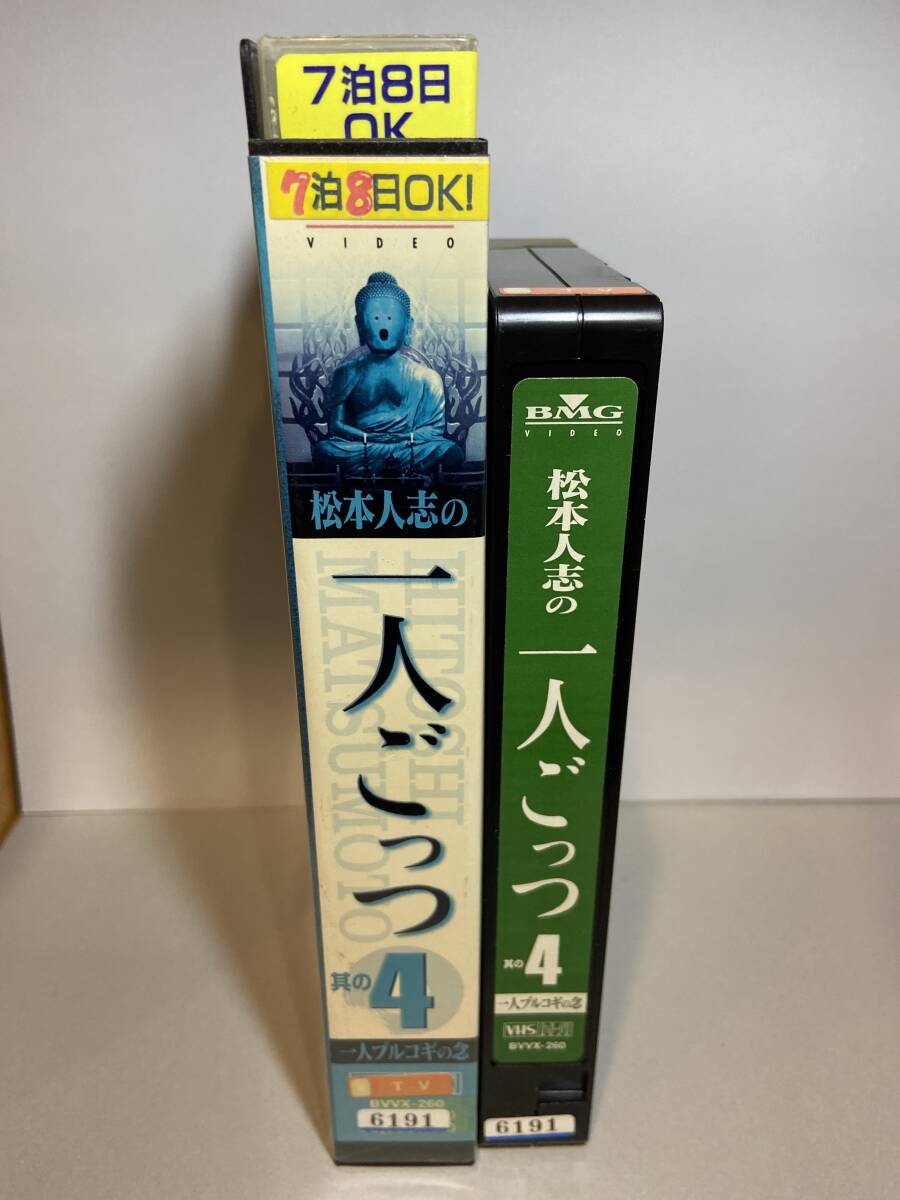 7泊8日
OK
7泊8日OK!
VIDEO
松本人志の
一人ごっつ
HITOSHI
MATSUMOTO
其の4
一人プルコギの念
TV
BVVX-260
6191
BMG
VIDEO
松本人志の
一人ごっつ
其の4
一人プルコギの念
VHS
BVVX-260
6191